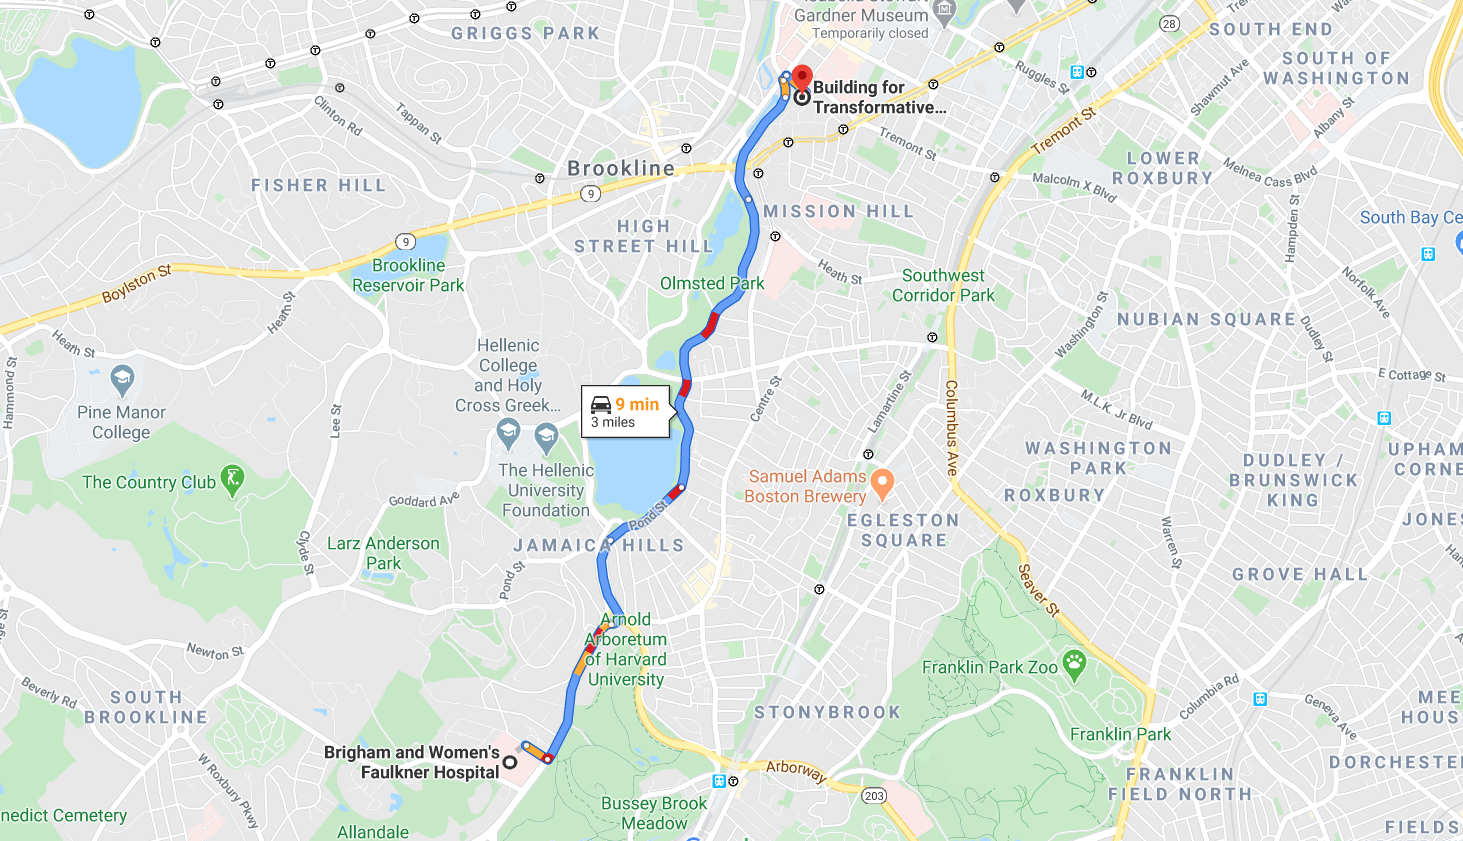 Isabella Stewart
Gardner Museum
Temporarily closed
GRIGGS PARK
28
SOUTH END
SOUTH OF
WASHINGTON
Ruggles St
Shawmut Ave
Albany St
Building for
Transformative...
Clinton Rd
Tappan St
Tremont St
Tremont St
Brookline
9
FISHER HILL
LOWER
ROXBURY
Malcolm X Blvd
Melnea Cass Blvd
MISSION HILL
HIGH
STREET HILL
Hampden St
South Bay Ce
9
Brookline
Reservoir Park
Boylston St
Heath St
Olmsted Park
Heath St
Southwest
Corridor Park
Norfolk Ave
NUBIAN SQUARE
Washington St
Dudley St
Heath St
Hammond St
Hellenic
College
and Holy
Cross Greek...
Pine Manor
College
Lee St
9 min
3 miles
Centre St
Lamartine St
Columbus Ave
E Cottage St
M.L.K. Jr Blvd
WASHINGTON
PARK
UPHAM
CORNE
DUDLEY /
BRUNSWICK
KING
The Country Club
Goddard Ave
The Hellenic
University
Foundation
Samuel Adams
Boston Brewery
ROXBURY
Pond St
EGLESTON
SQUARE
JONES
Warren St
Clyde St
Larz Anderson
Park
JAMAICA HILLS
Pond St
GROVE HALL
Seaver St
Arnold
Arboretum
of Harvard
University
Newton St
Franklin Park Zoo
Beverly Rd
SOUTH
BROOKLINE
Columbia Rd
Geneva Ave
MEE
HOUS
STONYBROOK
Franklin Park
Brigham and Women's
Faulkner Hospital
W Roxbury Pkwy
Arborway
203
FRANKLIN
FIELD NORTH
DORCHESTE
Bussey Brook
Meadow
nedict Cemetery
Allandale
FIELDS